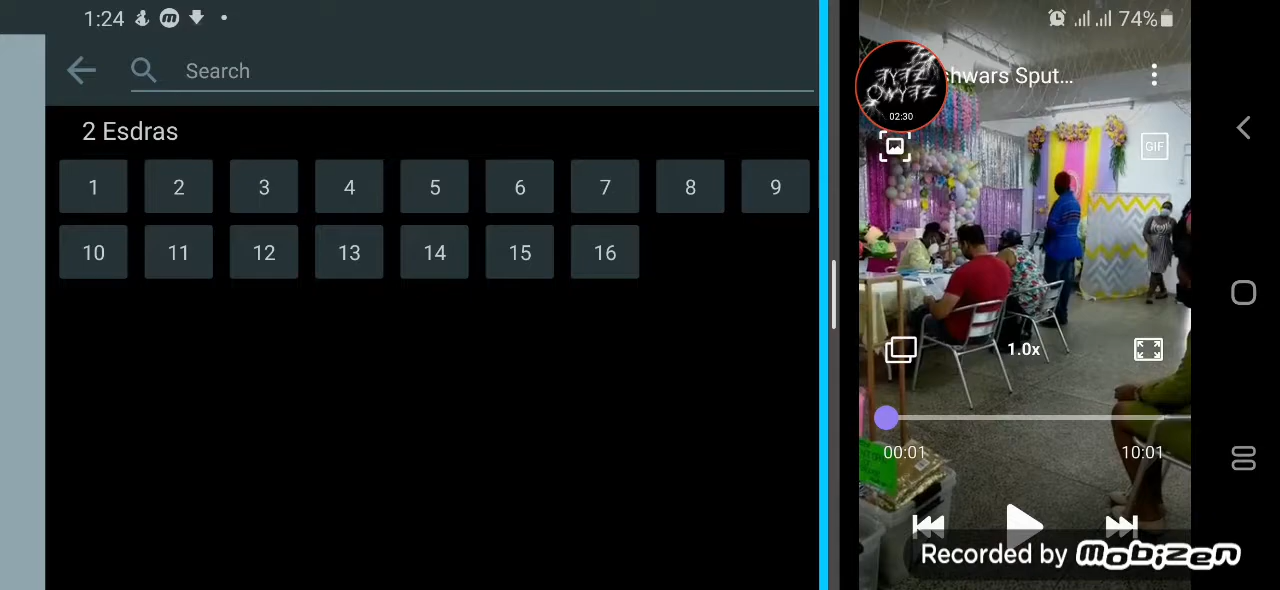 1:24
74%
Search
shwars Sput...
02:30
GIF
2 Esdras
1 2 3 4 5 6 7 8 9
10 11 12 13 14 15 16
1.0x
00:01
10:01
Recorded by mobizen